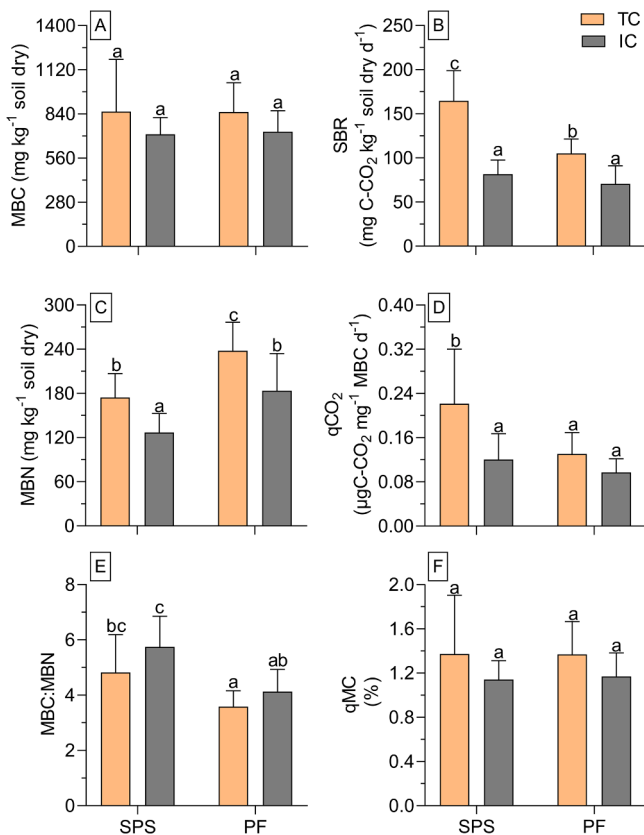 TC
IC
A
MBC (mg kg⁻¹ soil dry)
1400
1120
840
560
280
0
a
a
a
a
B
SBR
(mg C-CO₂ kg⁻¹ soil dry d⁻¹)
250
200
150
100
50
0
c
a
b
a
C
MBN (mg kg⁻¹ soil dry)
300
240
180
120
60
0
b
a
c
b
D
qCO₂
(µgC-CO₂ mg⁻¹ MBC d⁻¹)
0.40
0.32
0.24
0.16
0.08
0.00
b
a
a
a
E
MBC:MBN
8
6
4
2
0
bc
c
a
ab
SPS
PF
F
qMC
(%)
2.0
1.6
1.2
0.8
0.4
0.0
a
a
a
a
SPS
PF